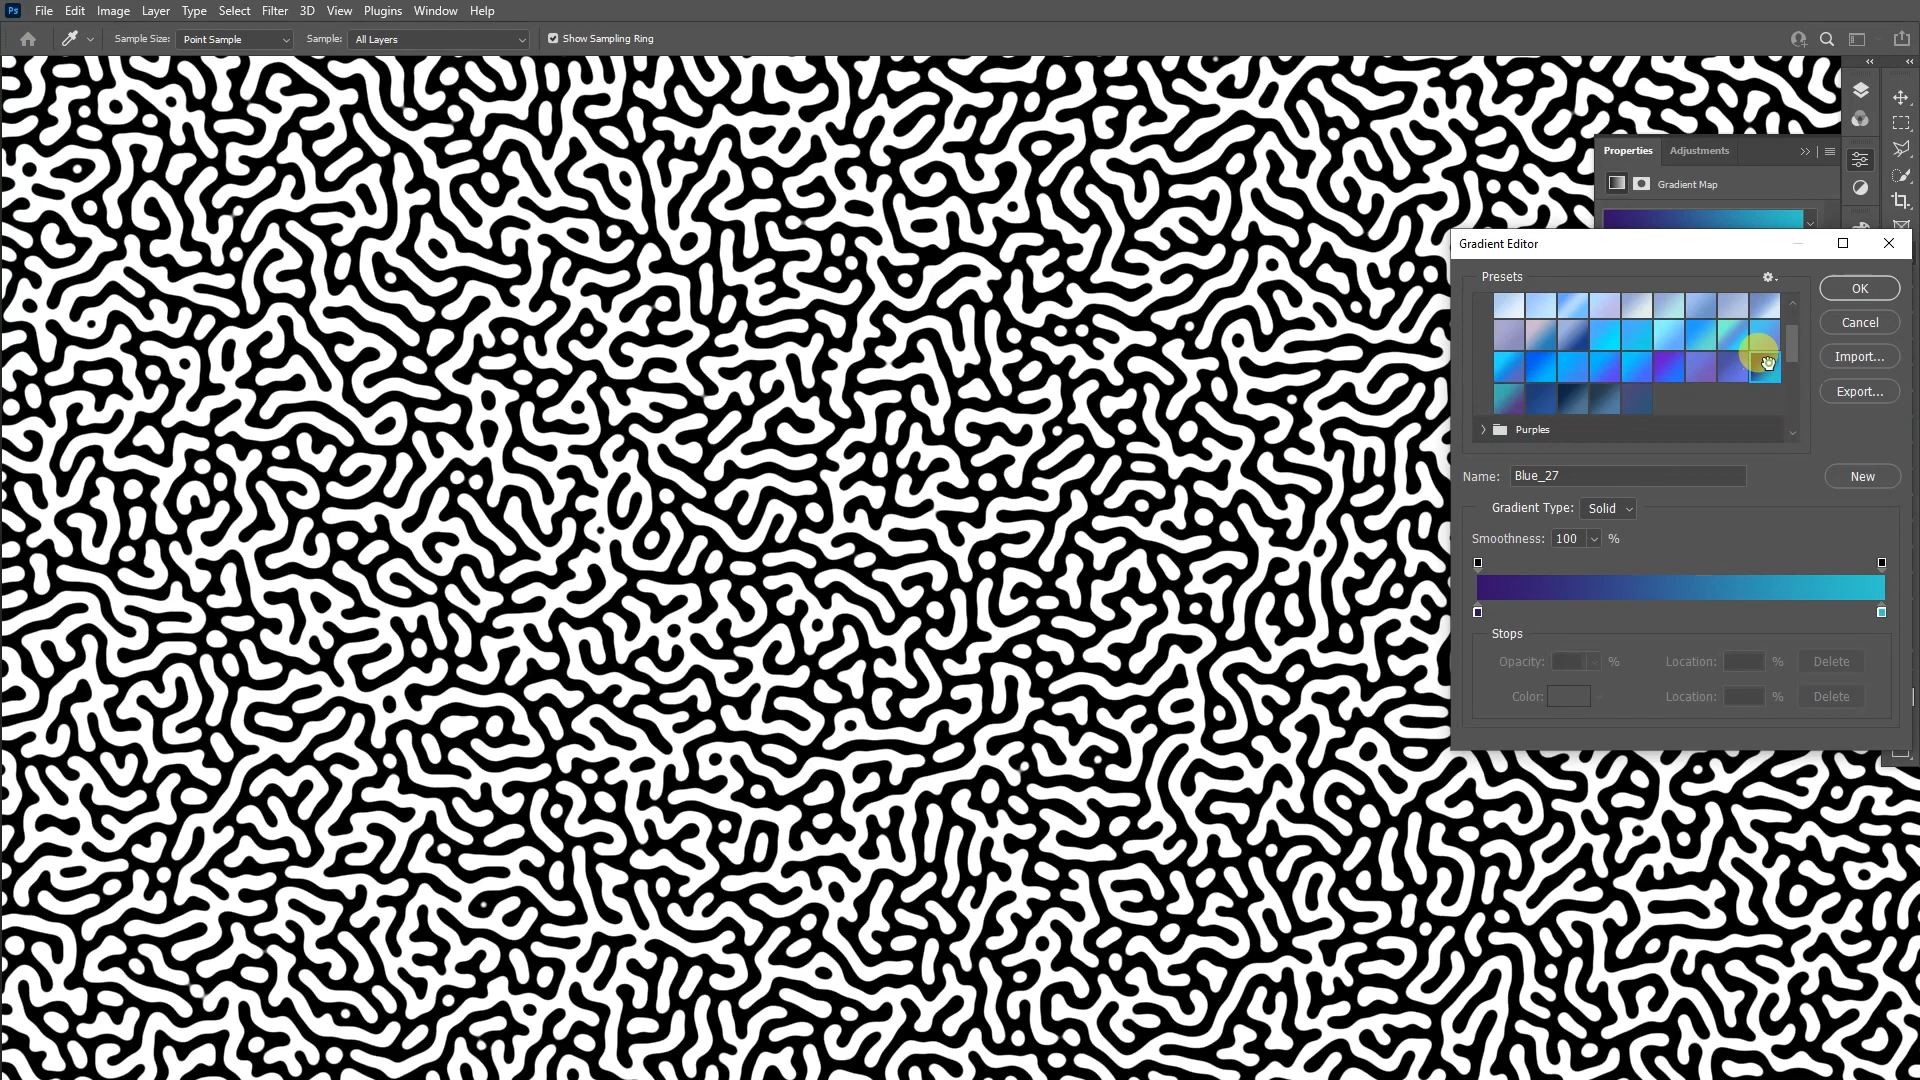 Ps File Edit Image Layer Type Select Filter 3D View Plugins Window Help
Sample Size: Point Sample Sample: All Layers Show Sampling Ring
Properties Adjustments
Gradient Map
Gradient Editor
Presets
OK
Cancel
Import...
Export...
Purples
Name: Blue_27 New
Gradient Type: Solid
Smoothness: 100 %
Stops
Opacity: % Location: % Delete
Color: Location: % Delete